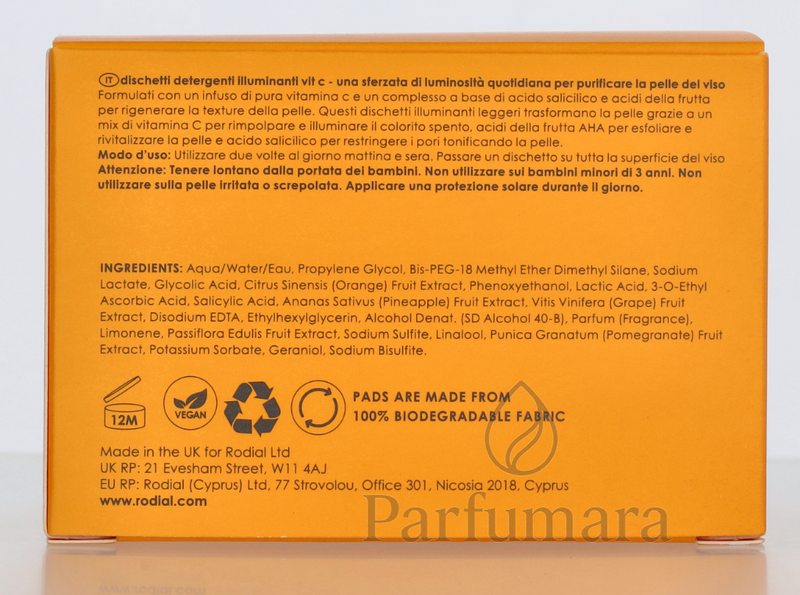 IT dischetti detergenti illuminanti vit c - una sferzata di luminosità quotidiana per purificare la pelle del viso
Formulati con un infuso di pura vitamina c e un complesso a base di acido salicilico e acidi della frutta
per rigenerare la texture della pelle. Questi dischetti illuminanti leggeri trasformano la pelle grazie a un
mix di vitamina C per rimpolpare e illuminare il colorito spento, acidi della frutta AHA per esfoliare e
rivitalizzare la pelle e acido salicilico per restringere i pori tonificando la pelle.
Modo d'uso: Utilizzare due volte al giorno mattina e sera. Passare un dischetto su tutta la superficie del viso
Attenzione: Tenere lontano dalla portata dei bambini. Non utilizzare sui bambini minori di 3 anni. Non
utilizzare sulla pelle irritata o screpolata. Applicare una protezione solare durante il giorno.
INGREDIENTS: Aqua/Water/Eau, Propylene Glycol, Bis-PEG-18 Methyl Ether Dimethyl Silane, Sodium
Lactate, Glycolic Acid, Citrus Sinensis (Orange) Fruit Extract, Phenoxyethanol, Lactic Acid, 3-O-Ethyl
Ascorbic Acid, Salicylic Acid, Ananas Sativus (Pineapple) Fruit Extract, Vitis Vinifera (Grape) Fruit
Extract, Disodium EDTA, Ethylhexylglycerin, Alcohol Denat. (SD Alcohol 40-B), Parfum (Fragrance),
Limonene, Passiflora Edulis Fruit Extract, Sodium Sulfite, Linalool, Punica Granatum (Pomegranate) Fruit
Extract, Potassium Sorbate, Geraniol, Sodium Bisulfite.
12M
VEGAN
PADS ARE MADE FROM
100% BIODEGRADABLE FABRIC
Made in the UK for Rodial Ltd
UK RP: 21 Evesham Street, W11 4AJ
EU RP: Rodial (Cyprus) Ltd, 77 Strovolou, Office 301, Nicosia 2018, Cyprus
www.rodial.com
Parfumara